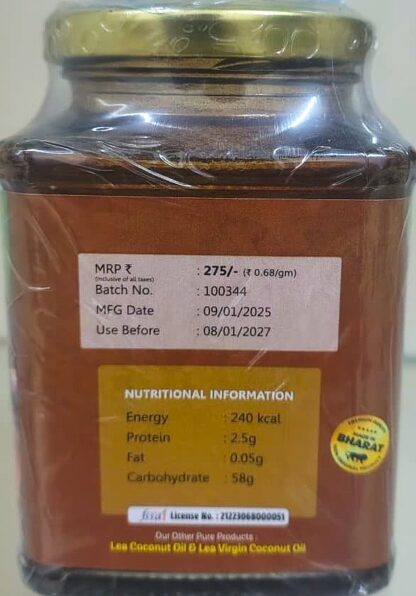 MRP ₹ : 275/- (₹ 0.68/gm)
(Inclusive of all taxes)
Batch No. : 100344
MFG Date : 09/01/2025
Use Before : 08/01/2027
NUTRITIONAL INFORMATION
Energy : 240 kcal
Protein : 2.5g
Fat : 0.05g
Carbohydrate : 58g
MADE IN
BHARAT
fssai License No. : 21223068000051
Our Other Pure Products :
Lea Coconut Oil & Lea Virgin Coconut Oil